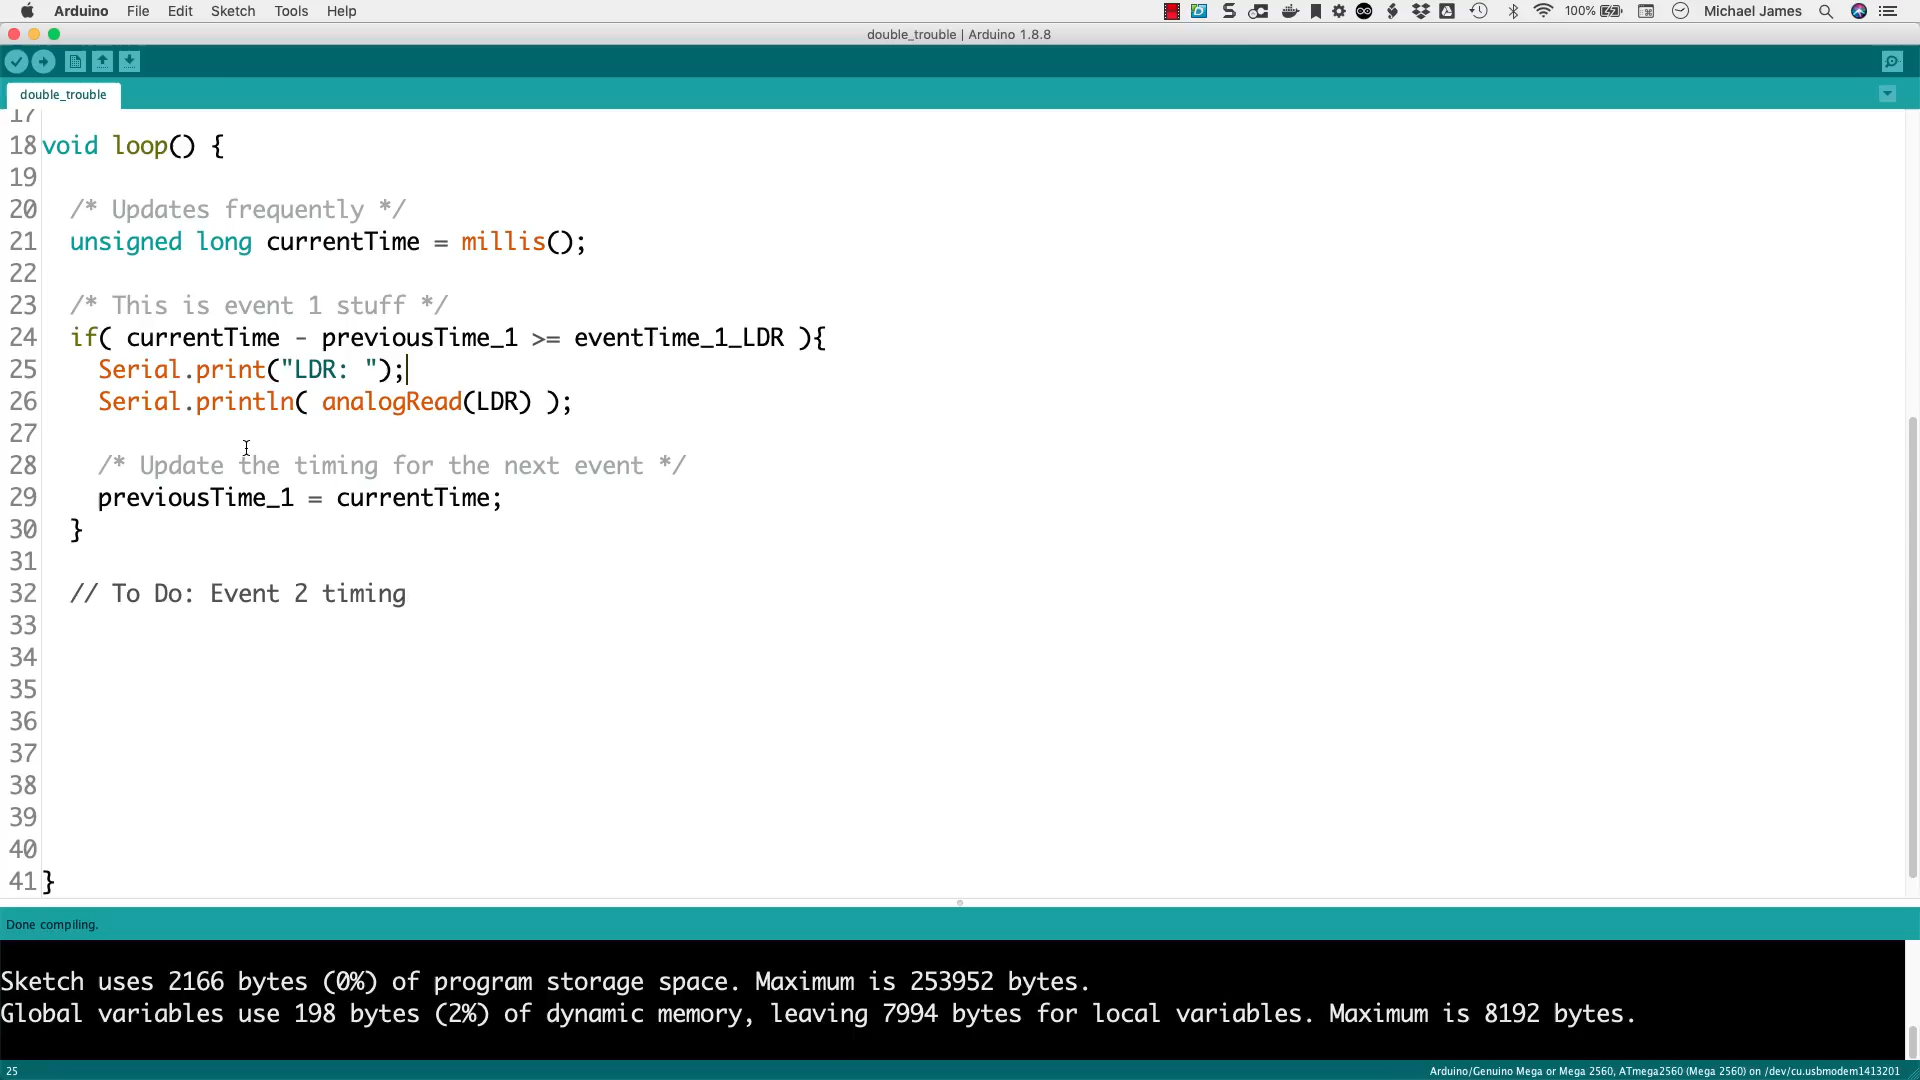 Arduino File Edit Sketch Tools Help 100% Michael James
double_trouble | Arduino 1.8.8
double_trouble
17
18 void loop() {
19
20 /* Updates frequently */
21 unsigned long currentTime = millis();
22
23 /* This is event 1 stuff */
24 if( currentTime - previousTime_1 >= eventTime_1_LDR ){
25 Serial.print("LDR: ");
26 Serial.println( analogRead(LDR) );
27
28 /* Update the timing for the next event */
29 previousTime_1 = currentTime;
30 }
31
32 // To Do: Event 2 timing
33
34
35
36
37
38
39
40
41 }
Done compiling.
Sketch uses 2166 bytes (0%) of program storage space. Maximum is 253952 bytes.
Global variables use 198 bytes (2%) of dynamic memory, leaving 7994 bytes for local variables. Maximum is 8192 bytes.
25 Arduino/Genuino Mega or Mega 2560, ATmega2560 (Mega 2560) on /dev/cu.usbmodem1413201